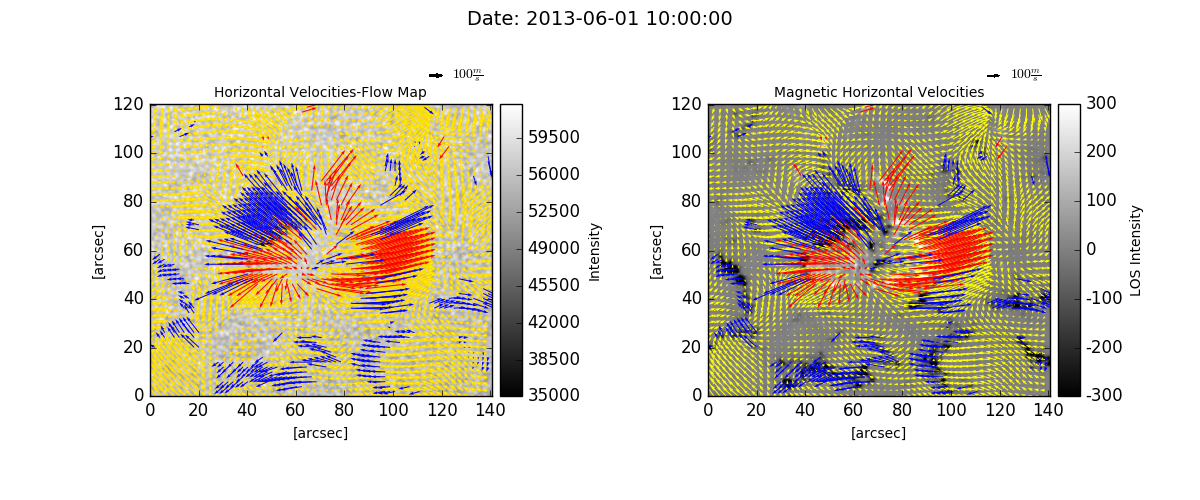 Date: 2013-06-01 10:00:00
100 m/s
Horizontal Velocities-Flow Map
120
100
80
60
40
20
0
[arcsec]
0 20 40 60 80 100 120 140
[arcsec]
59500
56000
52500
49000
45500
42000
38500
35000
Intensity
100 m/s
Magnetic Horizontal Velocities
120
100
80
60
40
20
0
[arcsec]
0 20 40 60 80 100 120 140
[arcsec]
300
200
100
0
-100
-200
-300
LOS Intensity